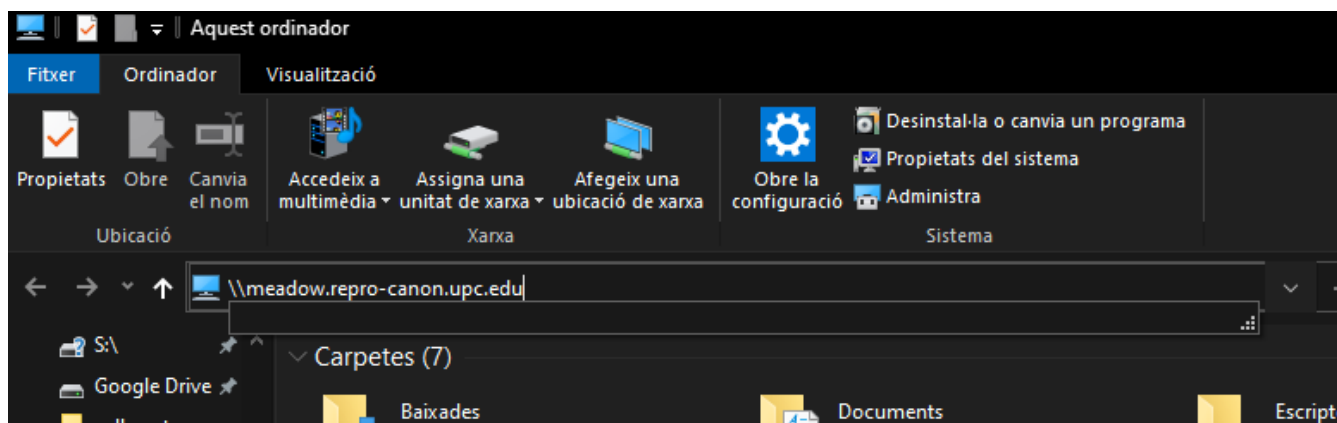 Aquest ordinador
Fitxer Ordinador Visualització
Propietats
Obre
Canvia
el nom
Accedeix a
multimèdia
Assigna una
unitat de xarxa
Afegeix una
ubicació de xarxa
Obre la
configuració
Desinstal·la o canvia un programa
Propietats del sistema
Administra
Ubicació Xarxa Sistema
\\meadow.repro-canon.upc.edu
S:\
Carpetes (7)
Google Drive
Baixades Documents